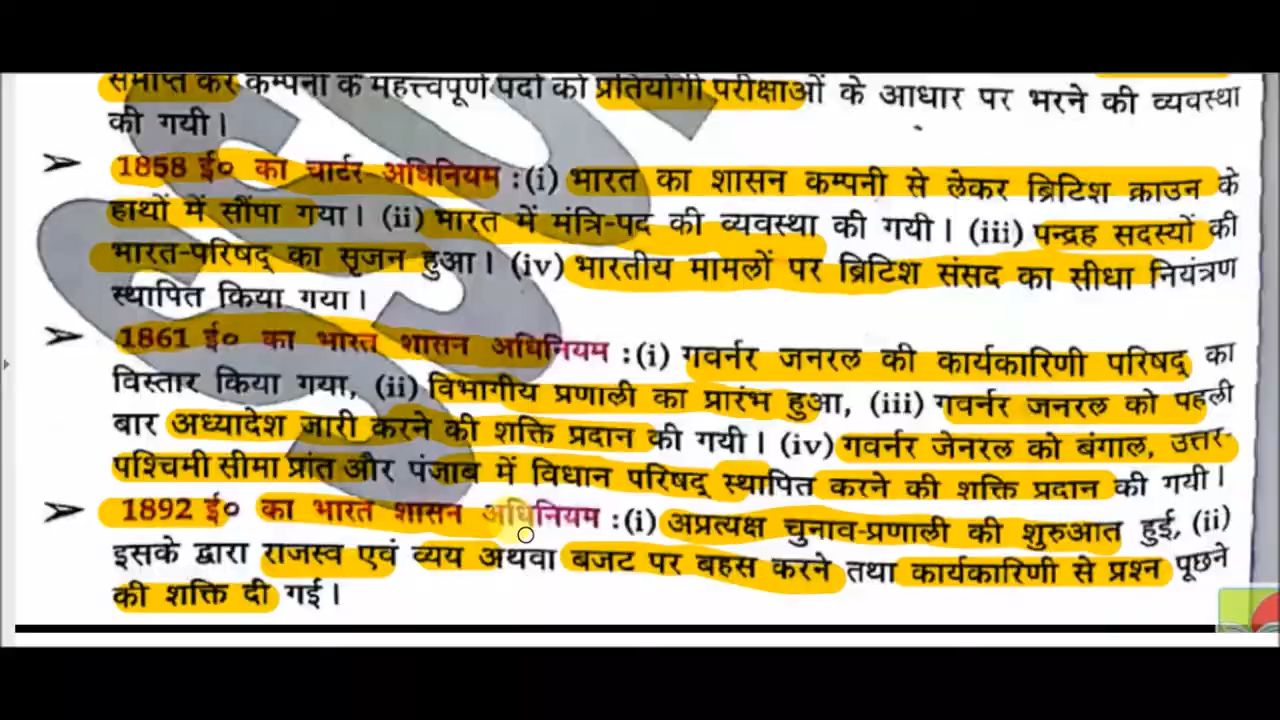 समाप्त कर कम्पनी के महत्त्वपूर्ण पदों को प्रतियोगी परीक्षाओं के आधार पर भरने की व्यवस्था
की गयी।
➢ 1858 ई० का चार्टर अधिनियम : (i) भारत का शासन कम्पनी से लेकर ब्रिटिश क्राउन के
हाथों में सौंपा गया। (ii) भारत में मंत्रि-पद की व्यवस्था की गयी। (iii) पन्द्रह सदस्यों की
भारत-परिषद् का सृजन हुआ। (iv) भारतीय मामलों पर ब्रिटिश संसद का सीधा नियंत्रण
स्थापित किया गया।
➢ 1861 ई० का भारत शासन अधिनियम : (i) गवर्नर जनरल की कार्यकारिणी परिषद् का
विस्तार किया गया, (ii) विभागीय प्रणाली का प्रारंभ हुआ, (iii) गवर्नर जनरल को पहली
बार अध्यादेश जारी करने की शक्ति प्रदान की गयी। (iv) गवर्नर जेनरल को बंगाल, उत्तर-
पश्चिमी सीमा प्रांत और पंजाब में विधान परिषद् स्थापित करने की शक्ति प्रदान की गयी।
➢ 1892 ई० का भारत शासन अधिनियम : (i) अप्रत्यक्ष चुनाव-प्रणाली की शुरुआत हुई, (ii)
इसके द्वारा राजस्व एवं व्यय अथवा बजट पर बहस करने तथा कार्यकारिणी से प्रश्न पूछने
की शक्ति दी गई।